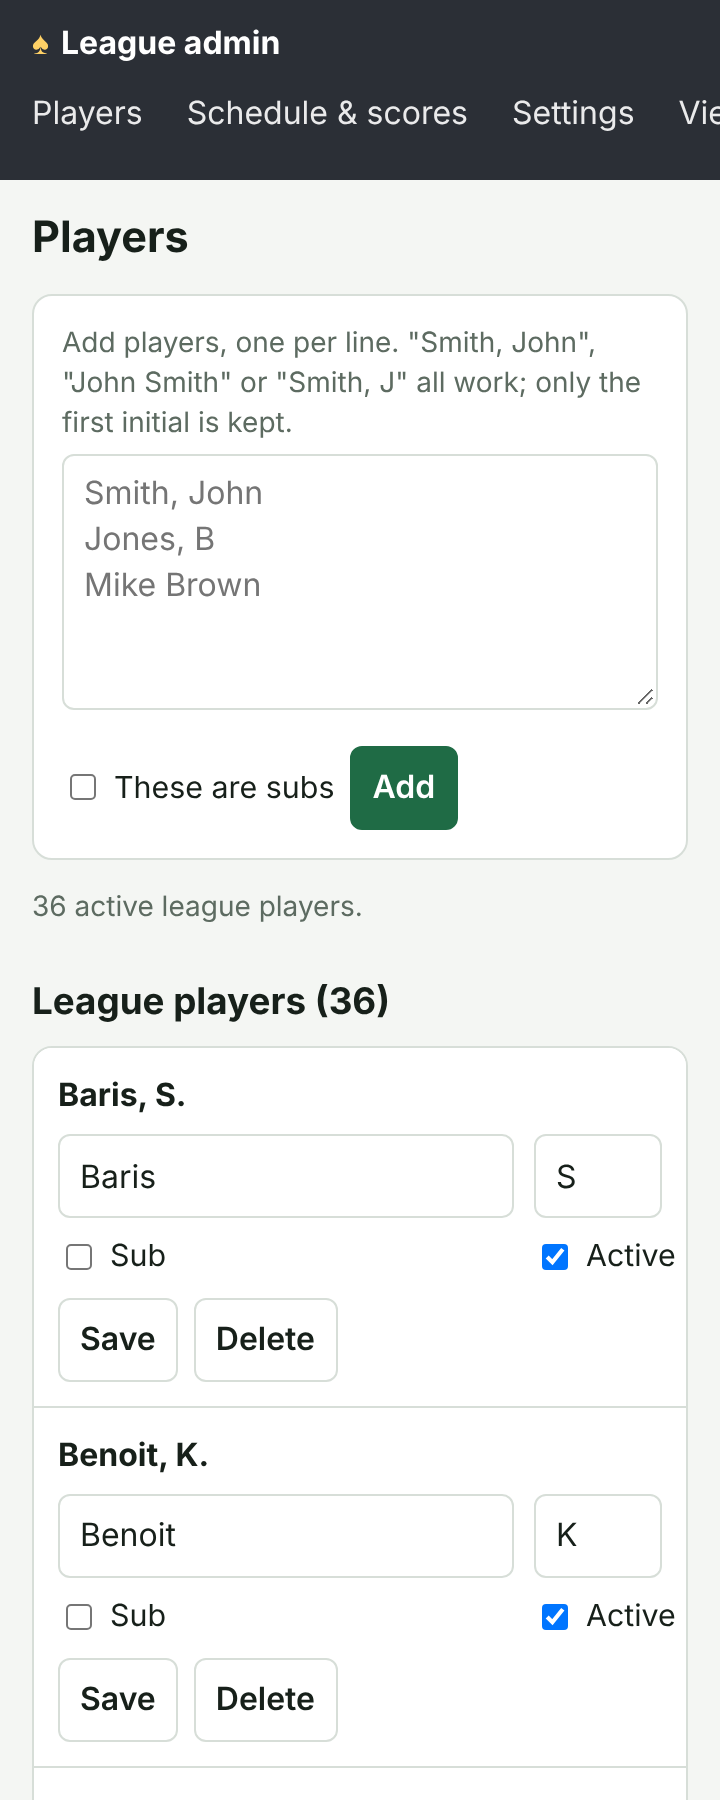 ♠ League admin
Players Schedule & scores Settings Vie
Players
Add players, one per line. "Smith, John",
"John Smith" or "Smith, J" all work; only the
first initial is kept.
Smith, John
Jones, B
Mike Brown
These are subs Add
36 active league players.
League players (36)
Baris, S.
Baris S
Sub Active
Save Delete
Benoit, K.
Benoit K
Sub Active
Save Delete